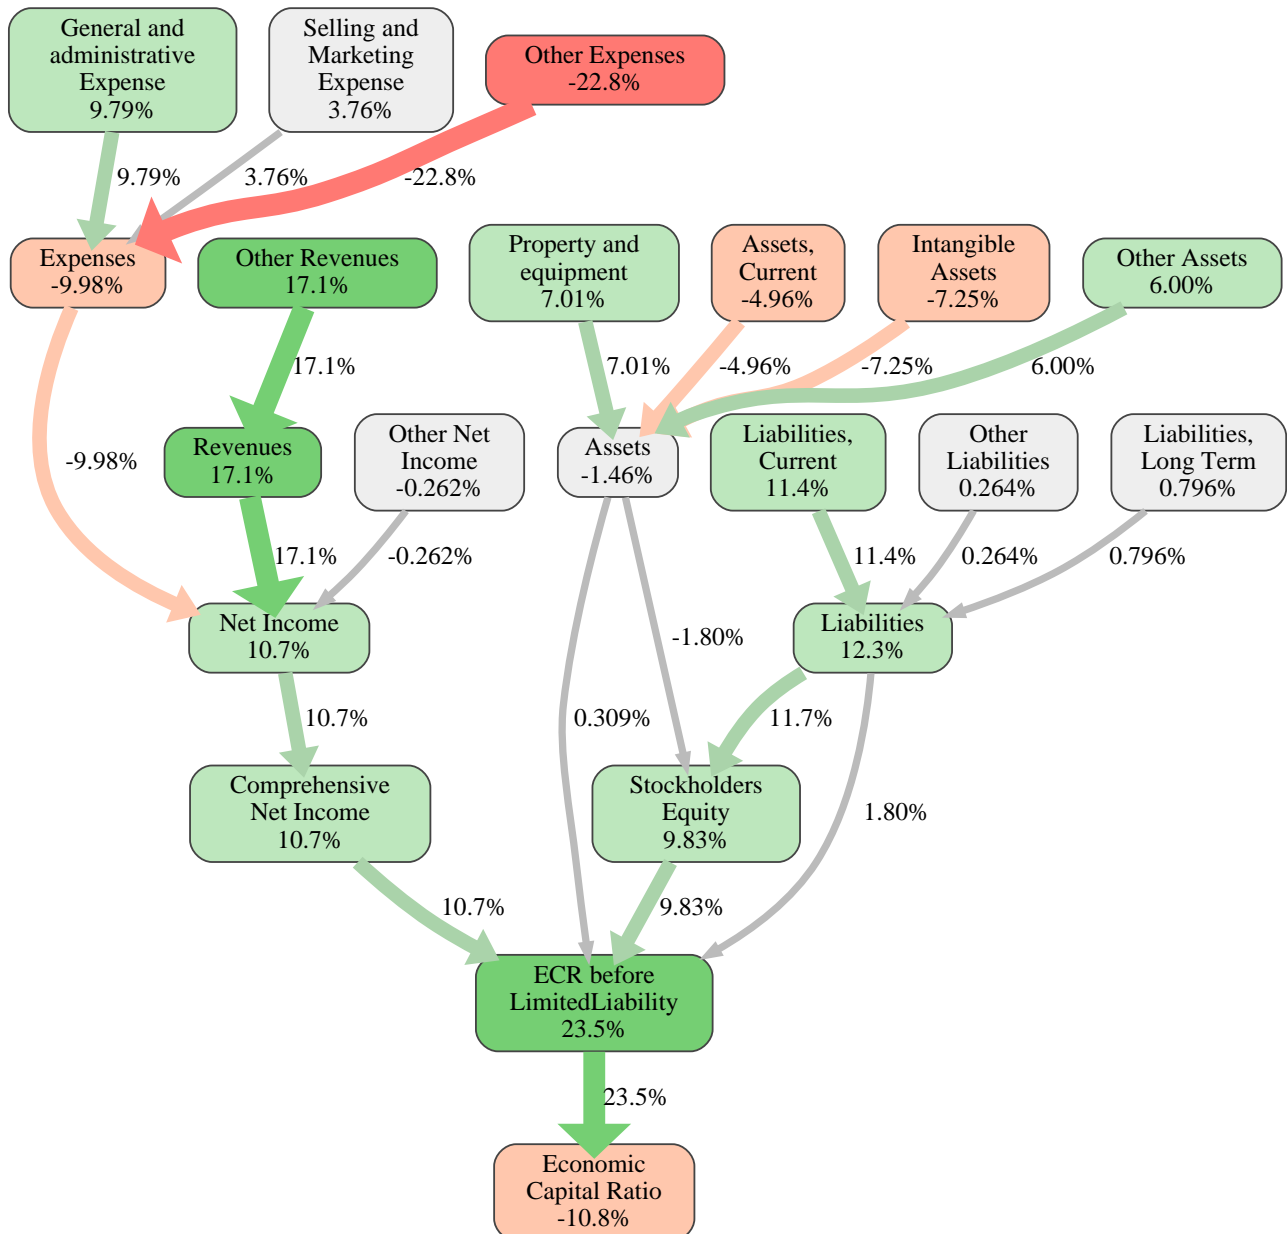 General and
administrative
Expense
9.79%
Selling and
Marketing
Expense
3.76%
Other Expenses
-22.8%
9.79%
3.76%
-22.8%
Expenses
-9.98%
Other Revenues
17.1%
Property and
equipment
7.01%
Assets,
Current
-4.96%
Intangible
Assets
-7.25%
Other Assets
6.00%
17.1%
7.01%
-4.96%
-7.25%
6.00%
-9.98%
Revenues
17.1%
Other Net
Income
-0.262%
Assets
-1.46%
Liabilities,
Current
11.4%
Other
Liabilities
0.264%
Liabilities,
Long Term
0.796%
17.1%
-0.262%
11.4%
0.264%
0.796%
Net Income
10.7%
-1.80%
Liabilities
12.3%
10.7%
0.309%
11.7%
Comprehensive
Net Income
10.7%
Stockholders
Equity
9.83%
1.80%
10.7%
9.83%
ECR before
LimitedLiability
23.5%
23.5%
Economic
Capital Ratio
-10.8%